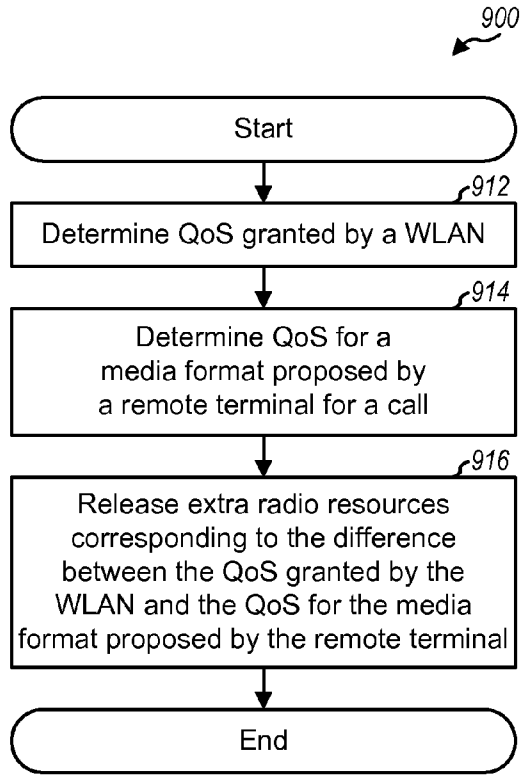 900
Start
912
Determine QoS granted by a WLAN
914
Determine QoS for a
media format proposed by
a remote terminal for a call
916
Release extra radio resources
corresponding to the difference
between the QoS granted by the
WLAN and the QoS for the media
format proposed by the remote terminal
End